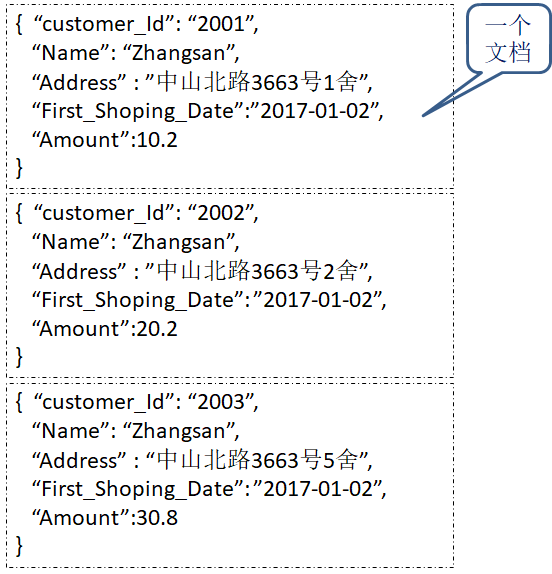 { “customer_Id”: “2001”,
“Name”: “Zhangsan”,
“Address” : ”中山北路3663号1舍”,
“First_Shoping_Date”:”2017-01-02”,
“Amount”:10.2
}
一个
文档
{ “customer_Id”: “2002”,
“Name”: “Zhangsan”,
“Address” : ”中山北路3663号2舍”,
“First_Shoping_Date”:”2017-01-02”,
“Amount”:20.2
}
{ “customer_Id”: “2003”,
“Name”: “Zhangsan”,
“Address” : “中山北路3663号5舍”,
“First_Shoping_Date”:”2017-01-02”,
“Amount”:30.8
}